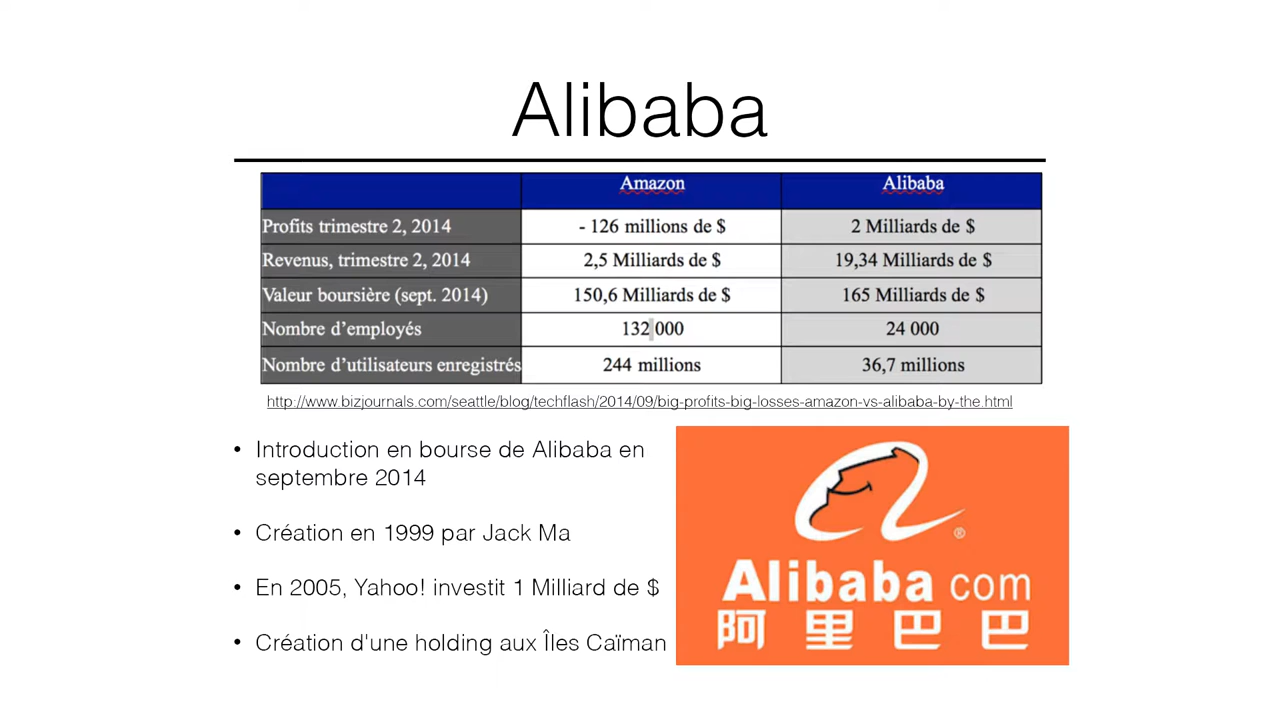 Alibaba
Amazon Alibaba
Profits trimestre 2, 2014 - 126 millions de $ 2 Milliards de $
Revenus, trimestre 2, 2014 2,5 Milliards de $ 19,34 Milliards de $
Valeur boursière (sept. 2014) 150,6 Milliards de $ 165 Milliards de $
Nombre d’employés 132 000 24 000
Nombre d’utilisateurs enregistrés 244 millions 36,7 millions
http://www.bizjournals.com/seattle/blog/techflash/2014/09/big-profits-big-losses-amazon-vs-alibaba-by-the.html
• Introduction en bourse de Alibaba en
septembre 2014
• Création en 1999 par Jack Ma
• En 2005, Yahoo! investit 1 Milliard de $
• Création d'une holding aux Îles Caïman
®
Alibaba com
阿里巴巴